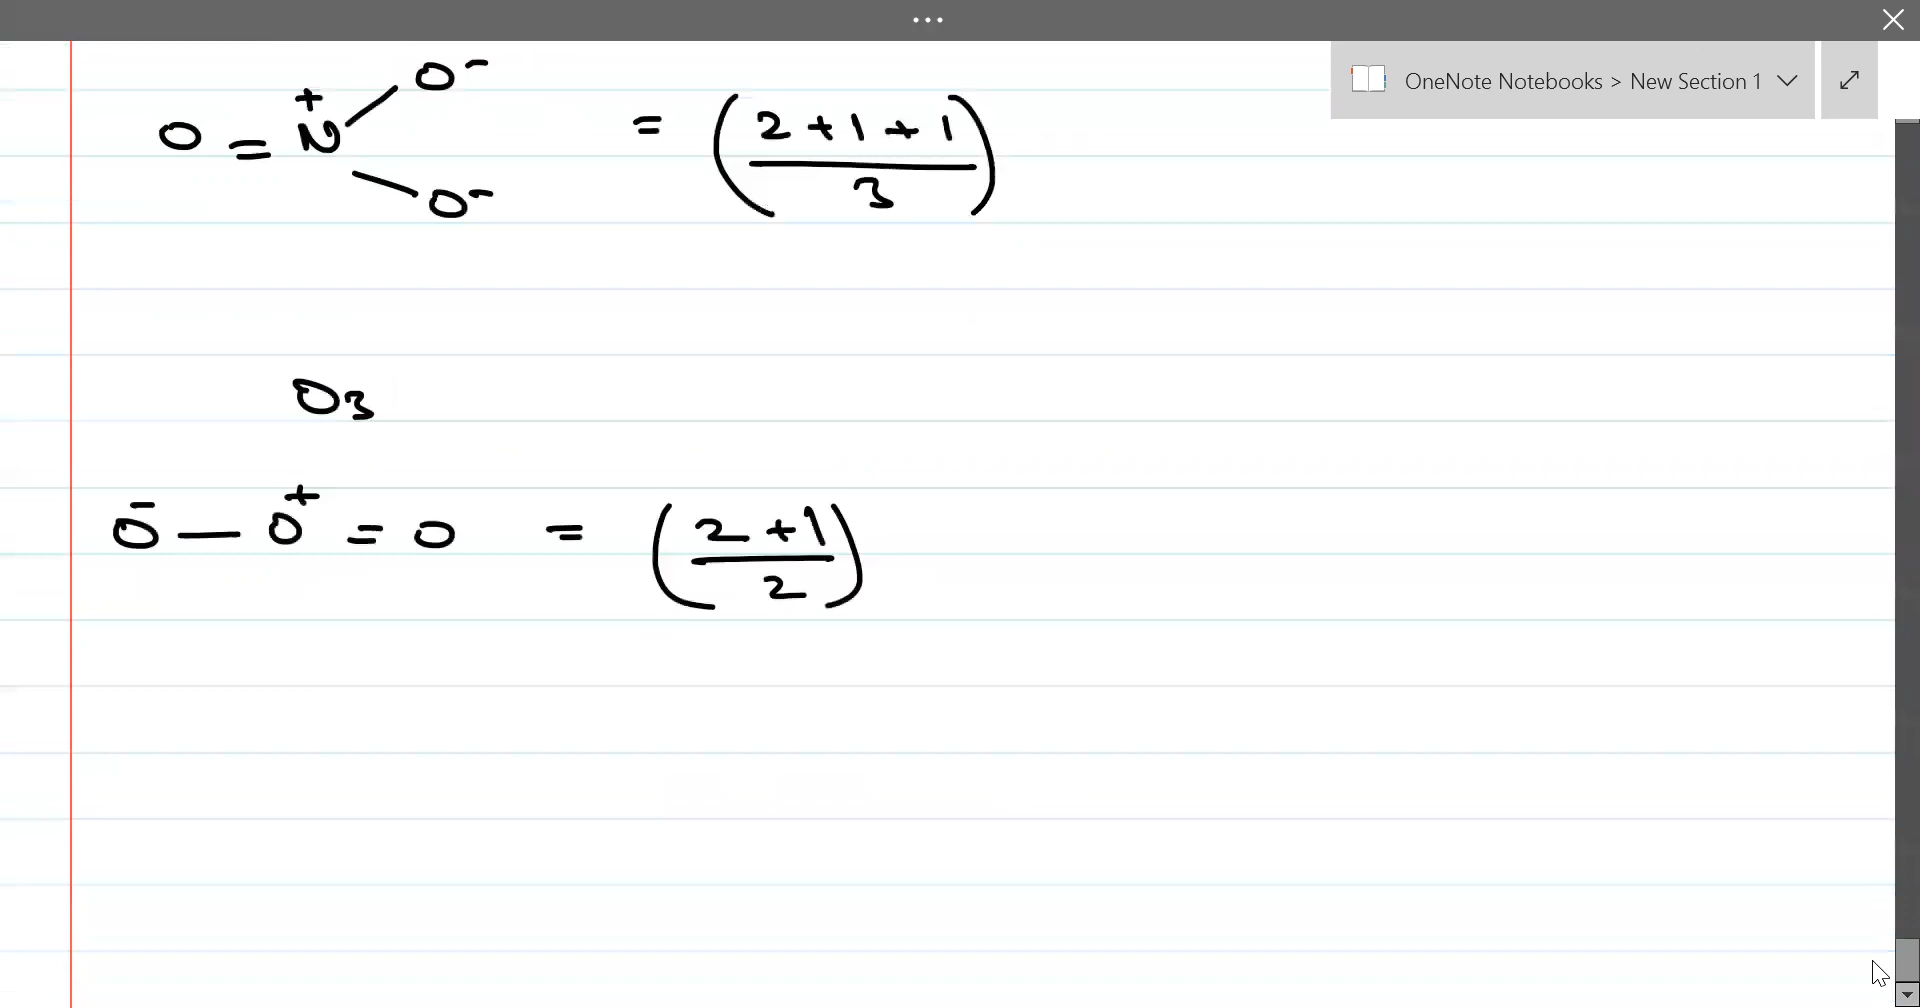 ...
OneNote Notebooks > New Section 1
O⁻
+
O = N = (2 + 1 + 1 / 3)
O⁻
O₃
O⁻ — O⁺ = O = (2 + 1 / 2)